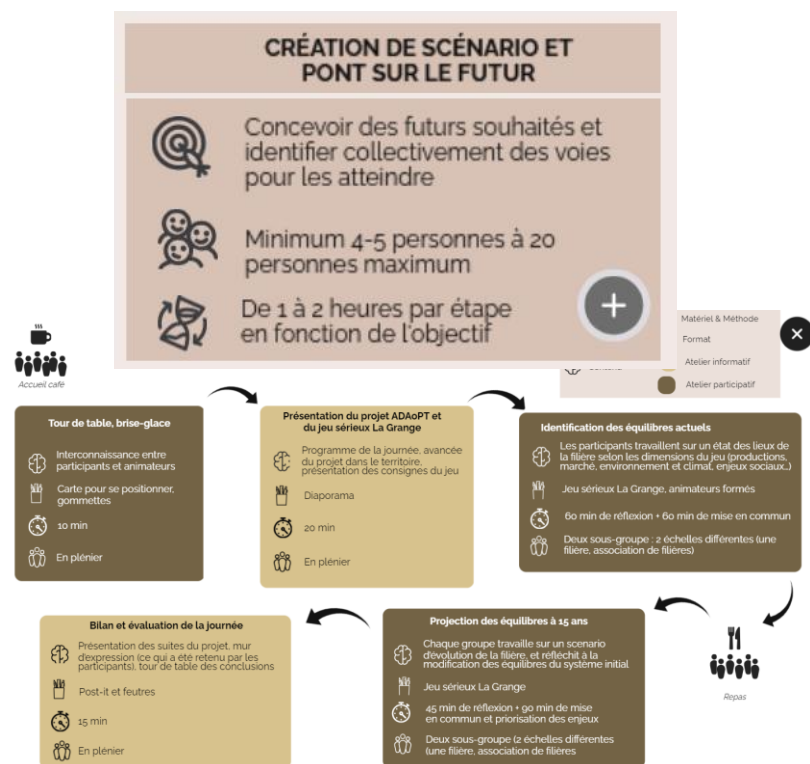 CRÉATION DE SCÉNARIO ET
PONT SUR LE FUTUR
Concevoir des futurs souhaités et
identifier collectivement des voies
pour les atteindre
Minimum 4-5 personnes à 20
personnes maximum
De 1 à 2 heures par étape
en fonction de l'objectif
+
Matériel & Méthode
Format
Atelier informatif
Atelier participatif
Accueil café
Tour de table, brise-glace
Interconnaissance entre
participants et animateurs
Carte pour se positionner,
gommettes
10 min
En plénier
Présentation du projet ADAoPT et
du jeu sérieux La Grange
Programme de la journée, avancée
du projet dans le territoire,
présentation des consignes du jeu
Diaporama
20 min
En plénier
Identification des équilibres actuels
Les participants travaillent sur un état des lieux de
la filière selon les dimensions du jeu (productions,
marché, environnement et climat, enjeux sociaux..)
Jeu sérieux La Grange, animateurs formés
60 min de réflexion + 60 min de mise en commun
Deux sous-groupe : 2 échelles différentes (une
filière, association de filières)
Repas
Projection des équilibres à 15 ans
Chaque groupe travaille sur un scenario
d'évolution de la filière, et réfléchit à la
modification des équilibres du système initial
Jeu sérieux La Grange
45 min de réflexion + 90 min de mise
en commun et priorisation des enjeux
Deux sous-groupe (2 échelles différentes
(une filière, association de filières
Bilan et évaluation de la journée
Présentation des suites du projet, mur
d'expression (ce qui a été retenu par les
participants), tour de table des conclusions
Post-it et feutres
15 min
En plénier